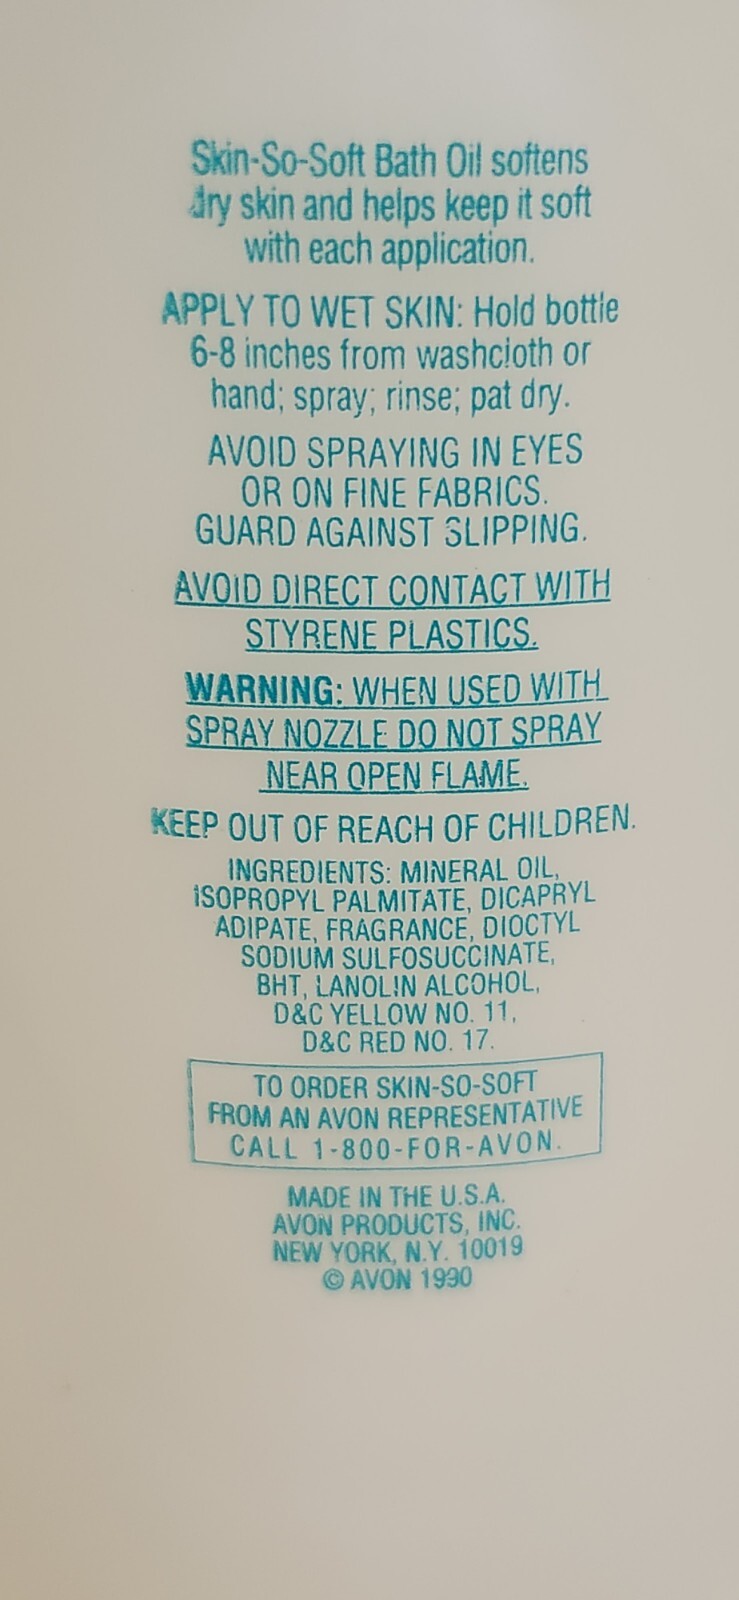 Skin-So-Soft Bath Oil softens
dry skin and helps keep it soft
with each application.
APPLY TO WET SKIN: Hold bottle
6-8 inches from washcloth or
hand; spray; rinse; pat dry.
AVOID SPRAYING IN EYES
OR ON FINE FABRICS.
GUARD AGAINST SLIPPING.
AVOID DIRECT CONTACT WITH
STYRENE PLASTICS.
WARNING: WHEN USED WITH
SPRAY NOZZLE DO NOT SPRAY
NEAR OPEN FLAME.
KEEP OUT OF REACH OF CHILDREN.
INGREDIENTS: MINERAL OIL,
ISOPROPYL PALMITATE, DICAPRYL
ADIPATE, FRAGRANCE, DIOCTYL
SODIUM SULFOSUCCINATE,
BHT, LANOLIN ALCOHOL,
D&C YELLOW NO. 11,
D&C RED NO. 17.
TO ORDER SKIN-SO-SOFT
FROM AN AVON REPRESENTATIVE
CALL 1-800-FOR-AVON.
MADE IN THE U.S.A.
AVON PRODUCTS, INC.
NEW YORK, N.Y. 10019
© AVON 1990